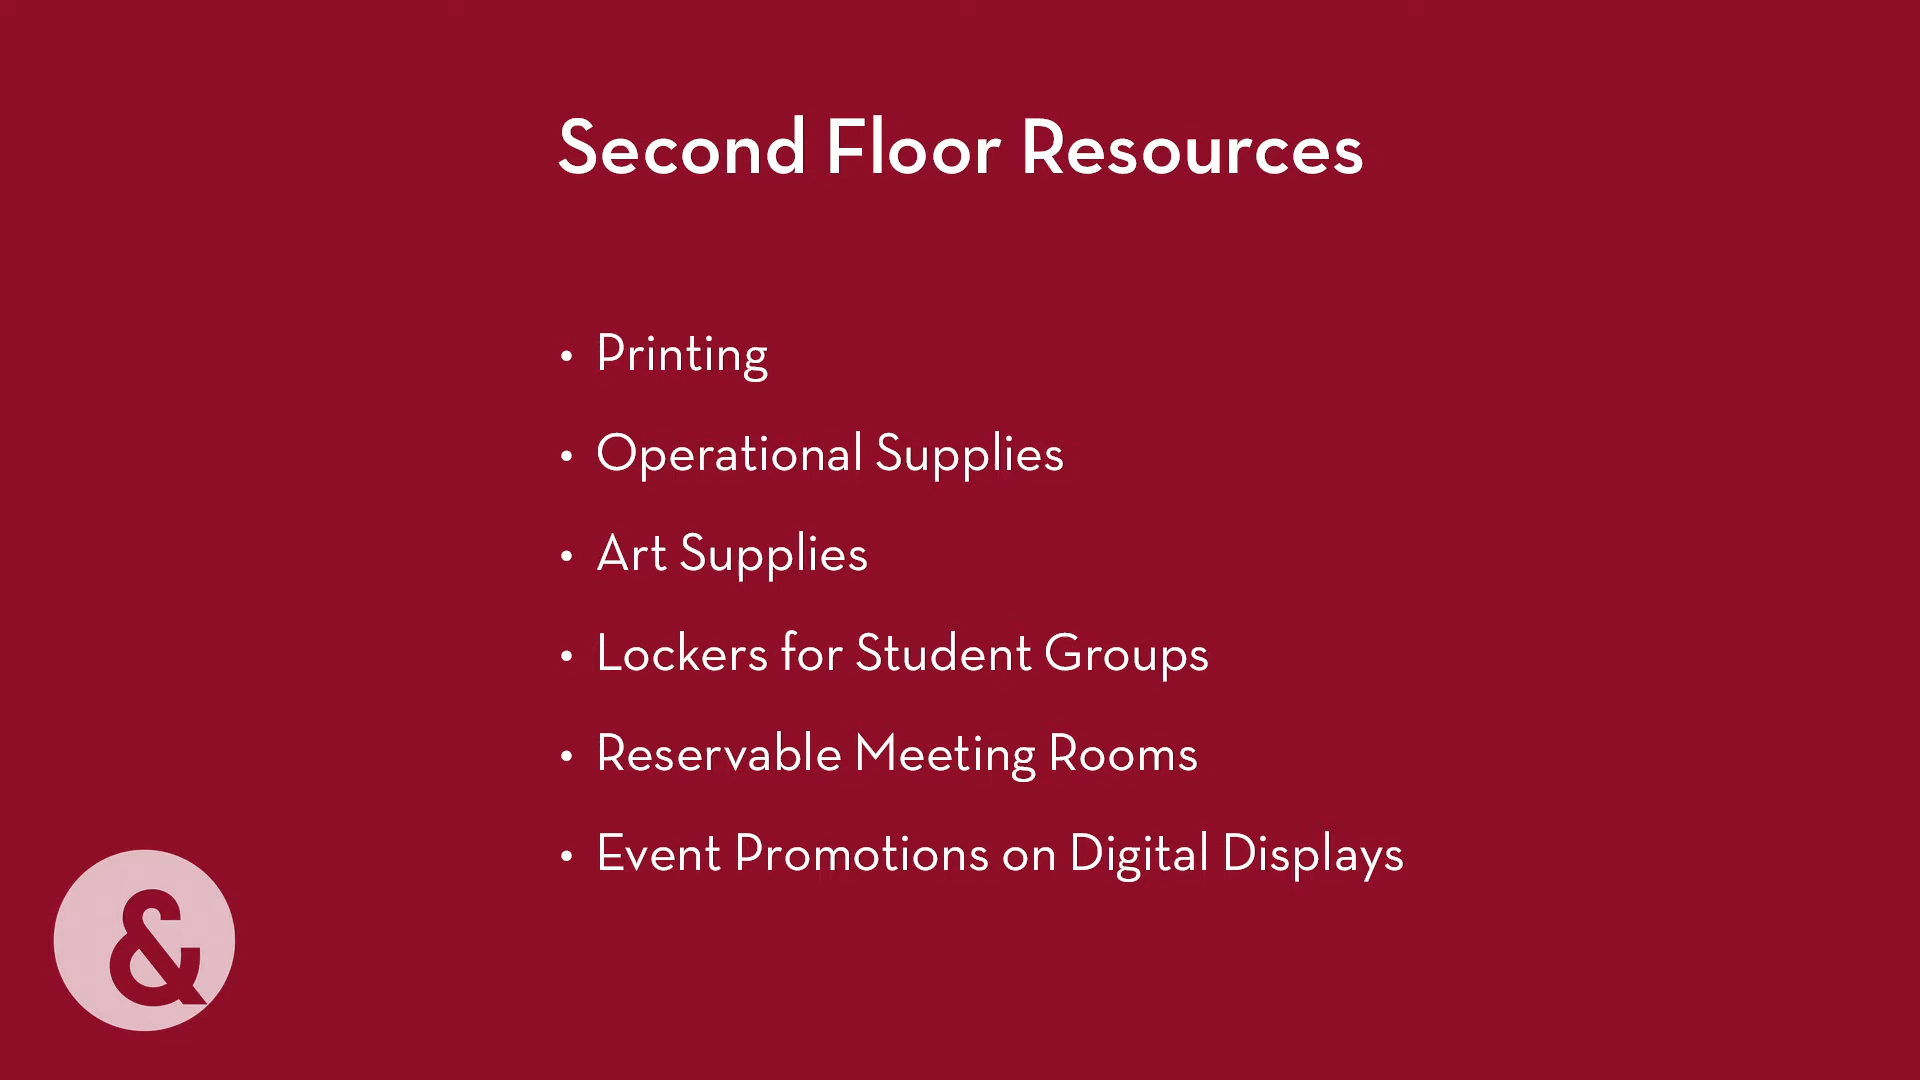 Second Floor Resources
• Printing
• Operational Supplies
• Art Supplies
• Lockers for Student Groups
• Reservable Meeting Rooms
• Event Promotions on Digital Displays
&